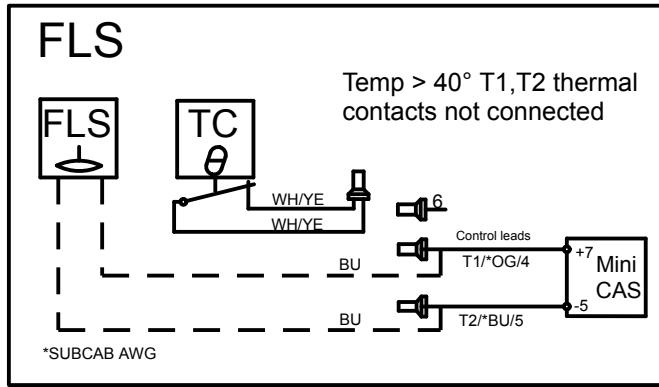 FLS
Temp > 40° T1,T2 thermal
contacts not connected
FLS
TC
WH/YE
WH/YE
6
Control leads
T1/*OG/4
+7
Mini
CAS
BU
-5
BU
T2/*BU/5
*SUBCAB AWG